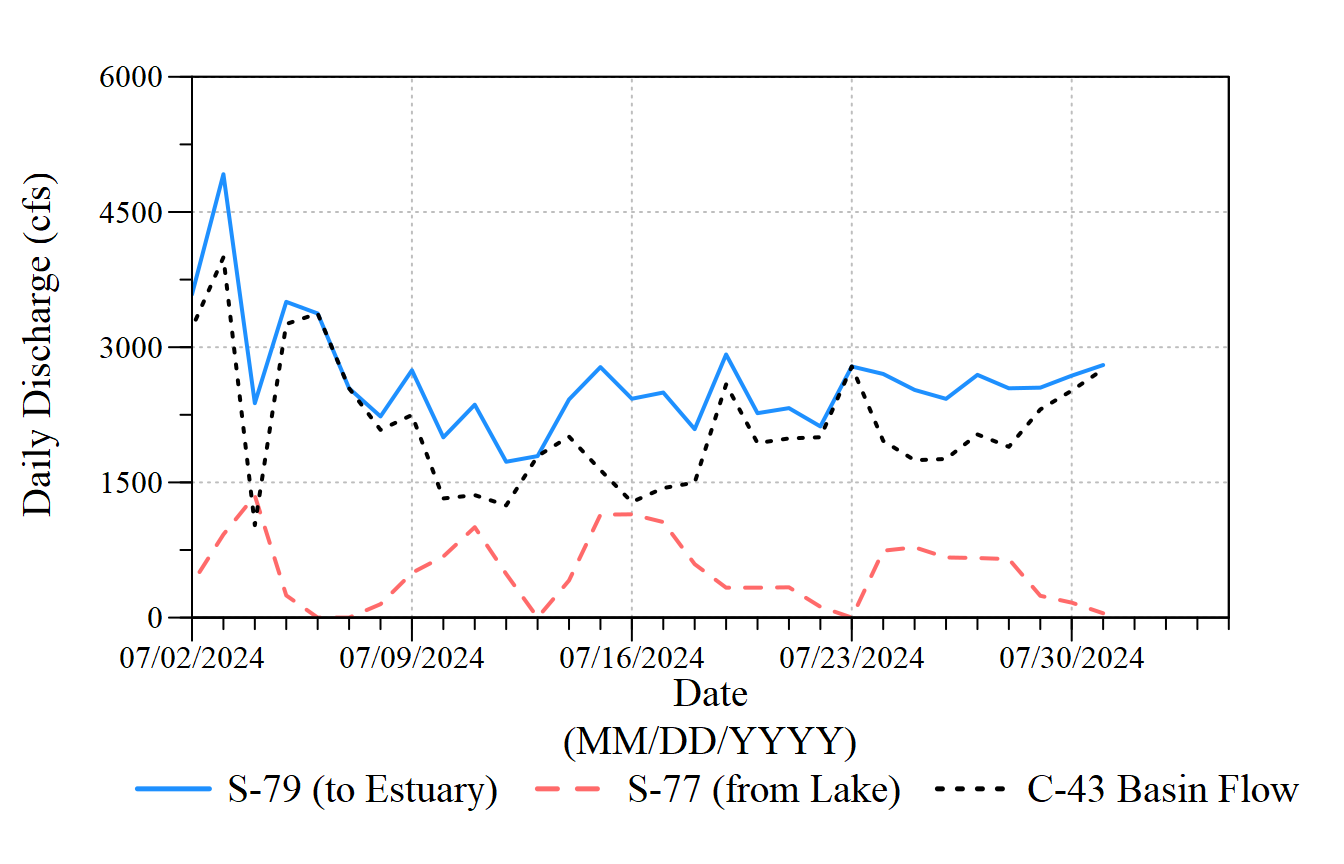 6000
4500
3000
1500
0
Daily Discharge (cfs)
07/02/2024 07/09/2024 07/16/2024 07/23/2024 07/30/2024
Date
(MM/DD/YYYY)
S-79 (to Estuary) S-77 (from Lake) C-43 Basin Flow